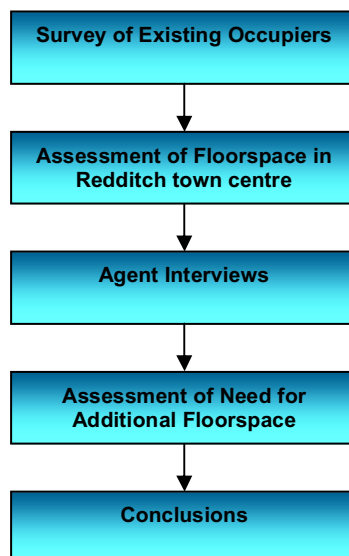 Survey of Existing Occupiers
Assessment of Floorspace in
Redditch town centre
Agent Interviews
Assessment of Need for
Additional Floorspace
Conclusions